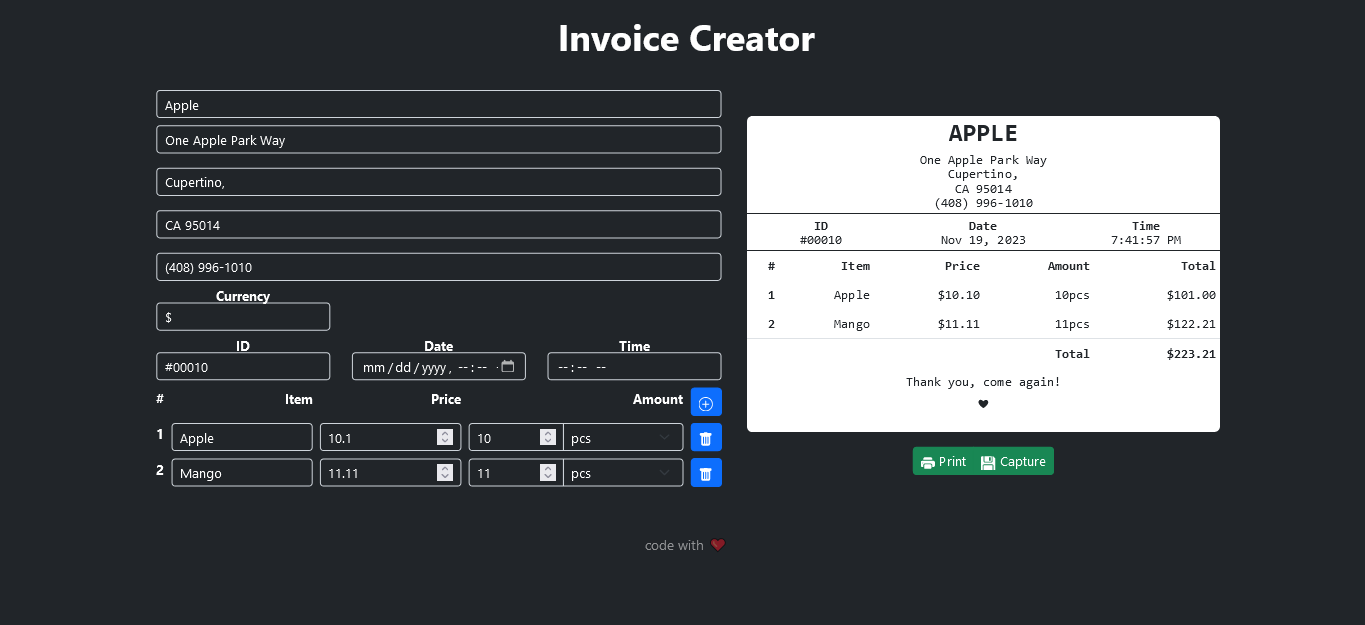 Invoice Creator
Apple
One Apple Park Way
Cupertino,
CA 95014
(408) 996-1010
Currency
$
ID Date Time
#00010 mm/dd/yyyy, --:-- -- --:-- --
# Item Price Amount
1 Apple 10.1 10 pcs
2 Mango 11.11 11 pcs
APPLE
One Apple Park Way
Cupertino,
CA 95014
(408) 996-1010
ID Date Time
#00010 Nov 19, 2023 7:41:57 PM
# Item Price Amount Total
1 Apple $10.10 10pcs $101.00
2 Mango $11.11 11pcs $122.21
Total $223.21
Thank you, come again!
Print Capture
code with